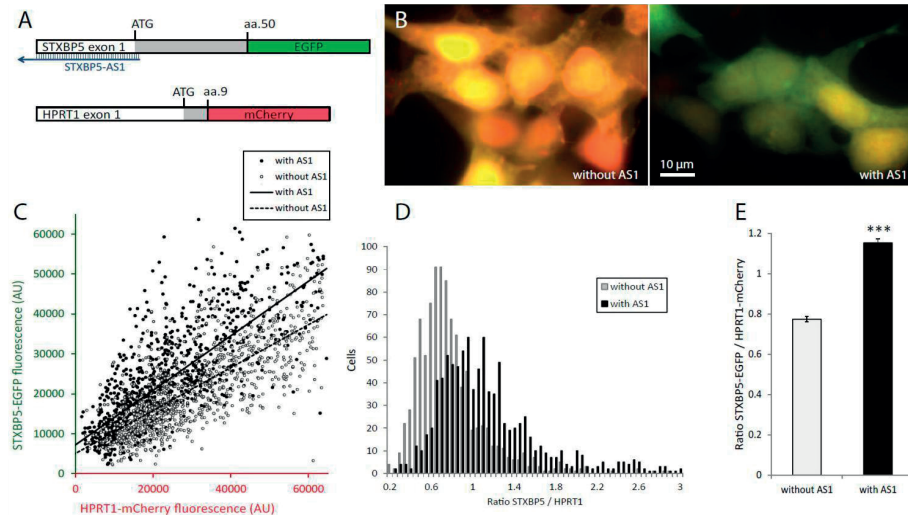 A
ATG
aa.50
STXBP5 exon 1
EGFP
STXBP5-AS1
ATG
aa.9
HPRT1 exon 1
mCherry
B
without AS1
10 µm
with AS1
C
with AS1
without AS1
with AS1
without AS1
STXBP5-EGFP fluorescence (AU)
60000
50000
40000
30000
20000
10000
0
0 20000 40000 60000
HPRT1-mCherry fluorescence (AU)
D
without AS1
with AS1
Cells
100
90
80
70
60
50
40
30
20
10
0
0.2 0.6 1.0 1.4 1.8 2.2 2.6 3
Ratio STXBP5 / HPRT1
E
***
Ratio STXBP5-EGFP / HPRT1-mCherry
1.2
1
0.8
0.6
0.4
0.2
0
without AS1 with AS1